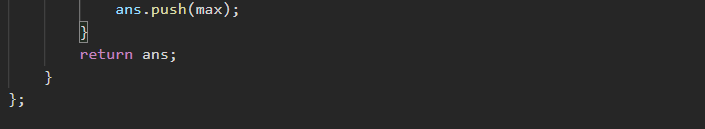 ans.push(max);
}
return ans;
}
};